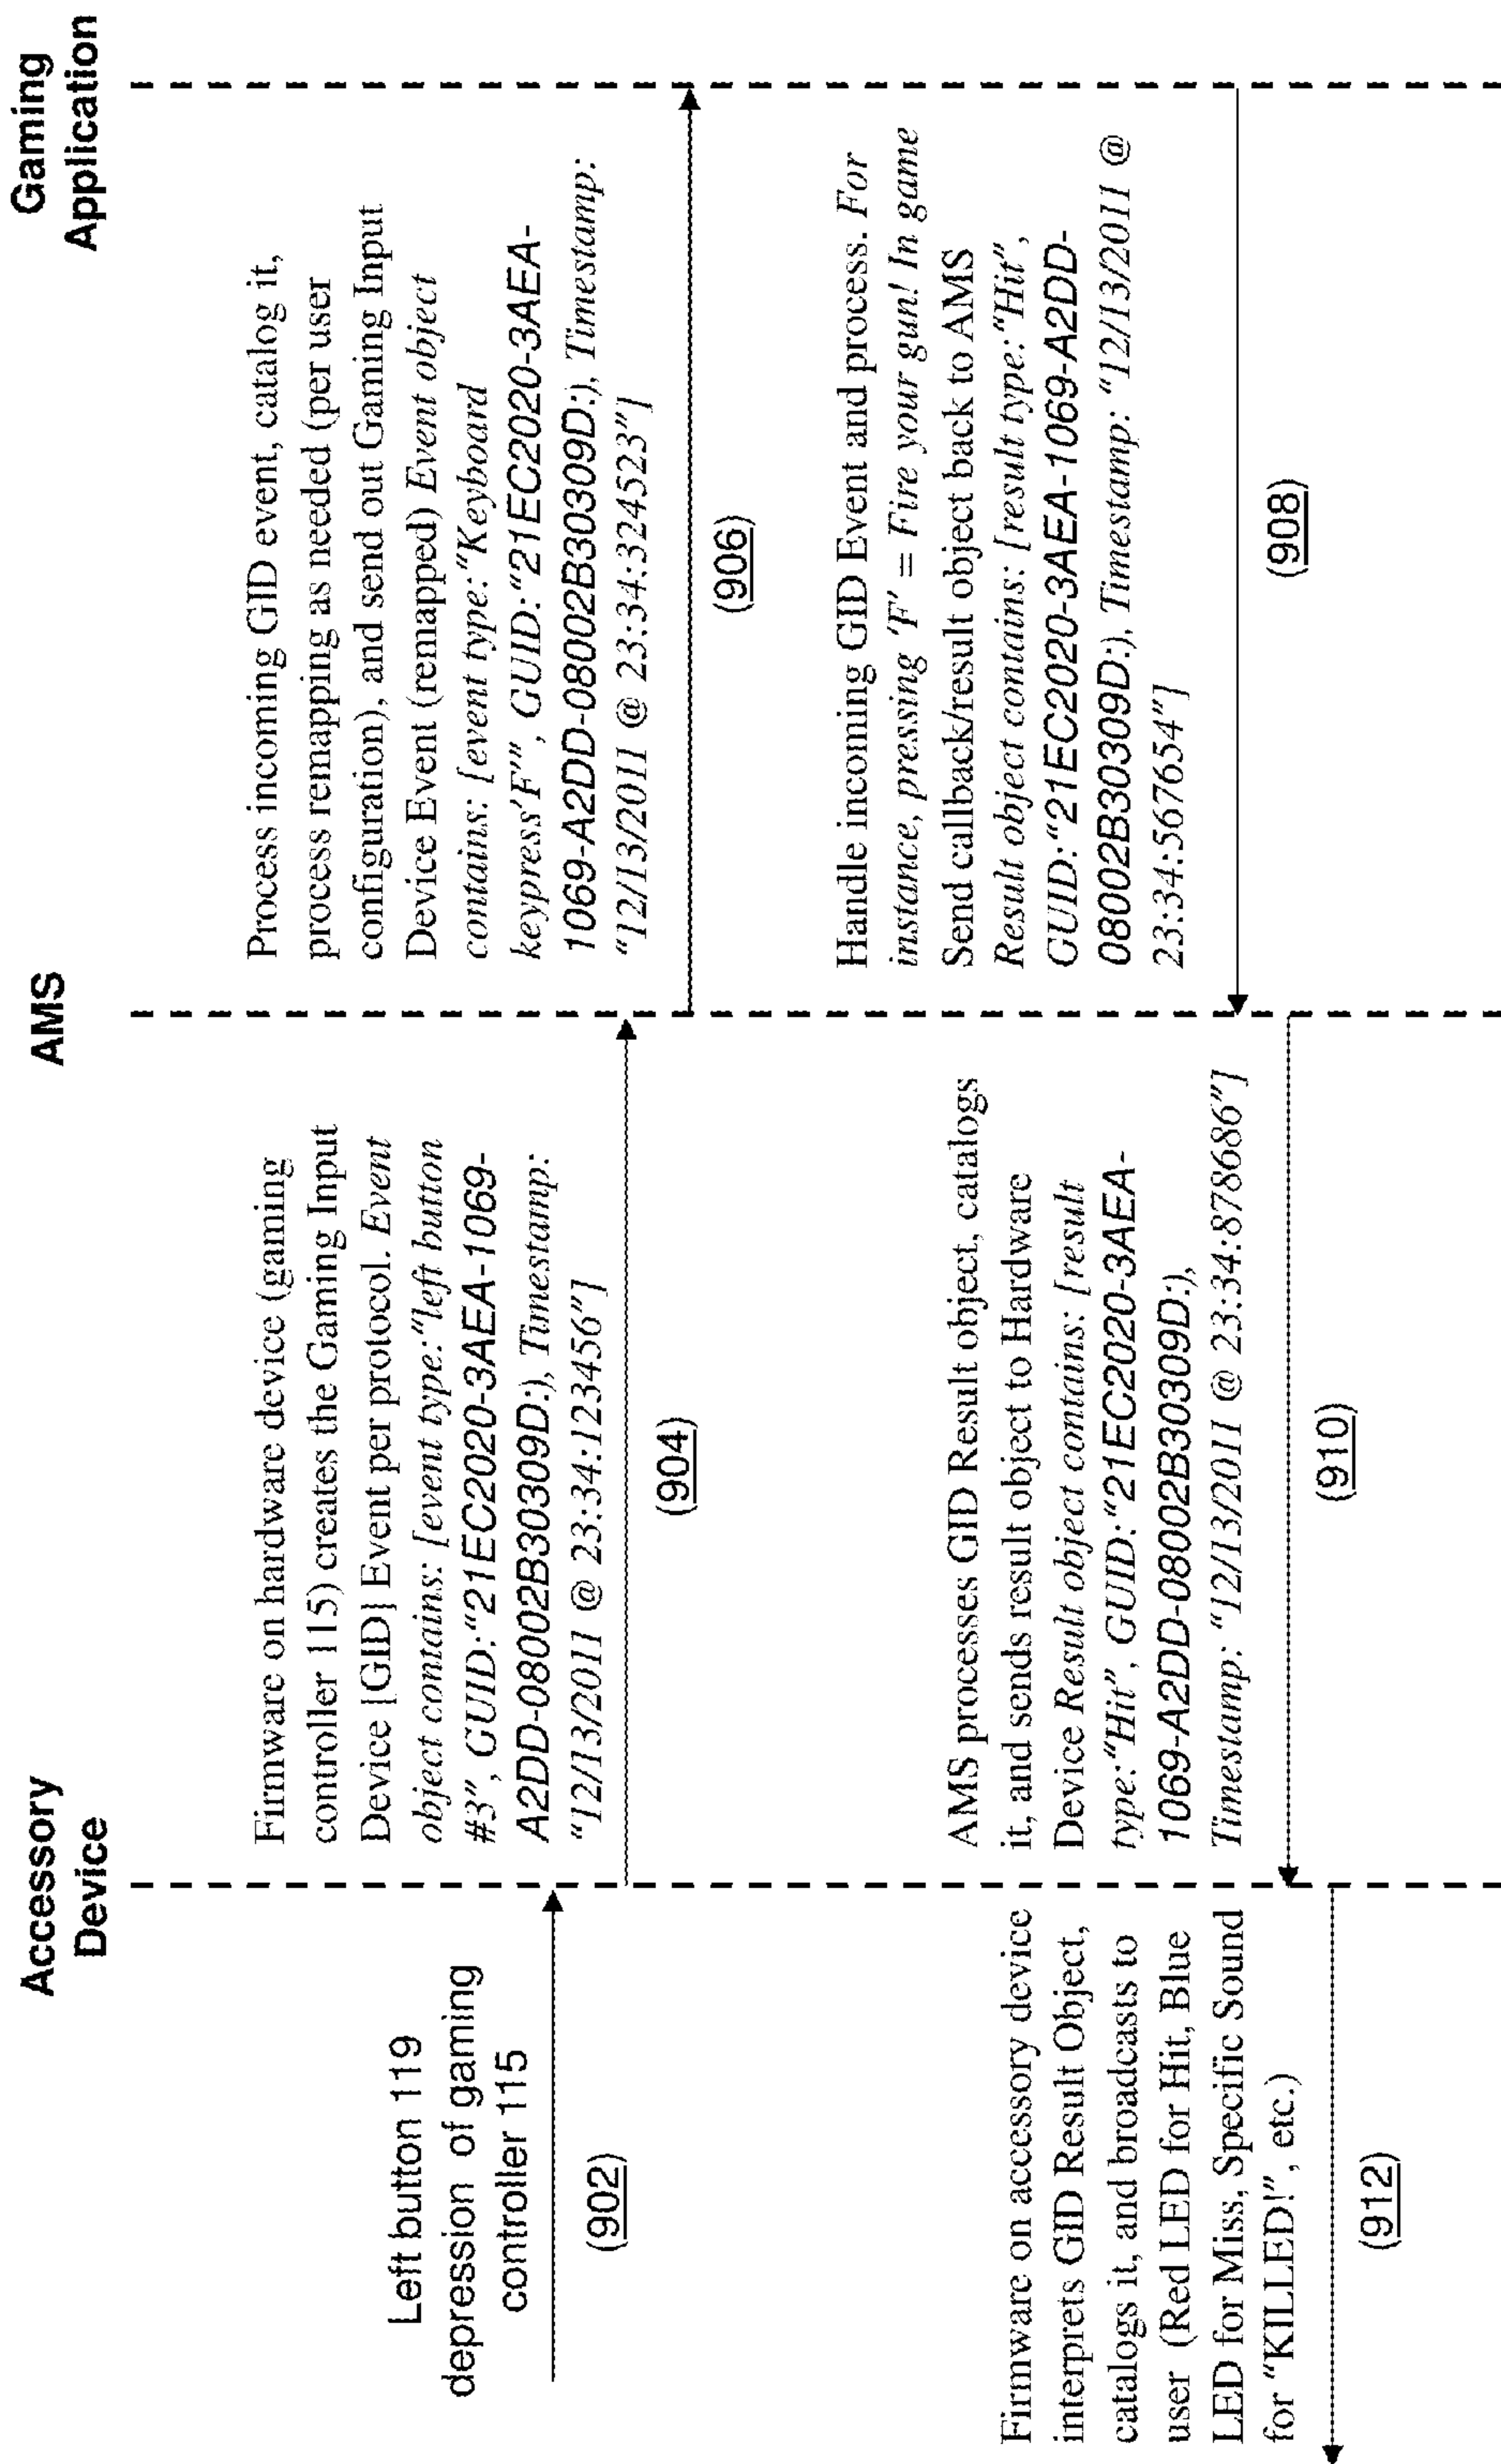 Accessory
Device
AMS
Gaming
Application
Left button 119
depression of gaming
controller 115
(902)
Firmware on hardware device (gaming
controller 115) creates the Gaming Input
Device [GID] Event per protocol. Event
object contains: [event type:"left button
#3", GUID:"21EC2020-3AEA-1069-
A2DD-08002B30309D:), Timestamp:
"12/13/2011 @ 23:34:123456"]
(904)
Process incoming GID event, catalog it,
process remapping as needed (per user
configuration), and send out Gaming Input
Device Event (remapped) Event object
contains: [event type:"Keyboard
keypress'F'", GUID:"21EC2020-3AEA-
1069-A2DD-08002B30309D:), Timestamp:
"12/13/2011 @ 23:34:324523"]
(906)
Handle incoming GID Event and process. For
instance, pressing 'F' = Fire your gun! In game
Send callback/result object back to AMS
Result object contains: [result type:"Hit",
GUID:"21EC2020-3AEA-1069-A2DD-
08002B30309D:), Timestamp: "12/13/2011 @
23:34:567654"]
(908)
AMS processes GID Result object, catalogs
it, and sends result object to Hardware
Device Result object contains: [result
type:"Hit", GUID:"21EC2020-3AEA-
1069-A2DD-08002B30309D:),
Timestamp: "12/13/2011 @ 23:34:878686"]
(910)
Firmware on accessory device
interprets GID Result Object,
catalogs it, and broadcasts to
user (Red LED for Hit, Blue
LED for Miss, Specific Sound
for "KILLED!", etc.)
(912)